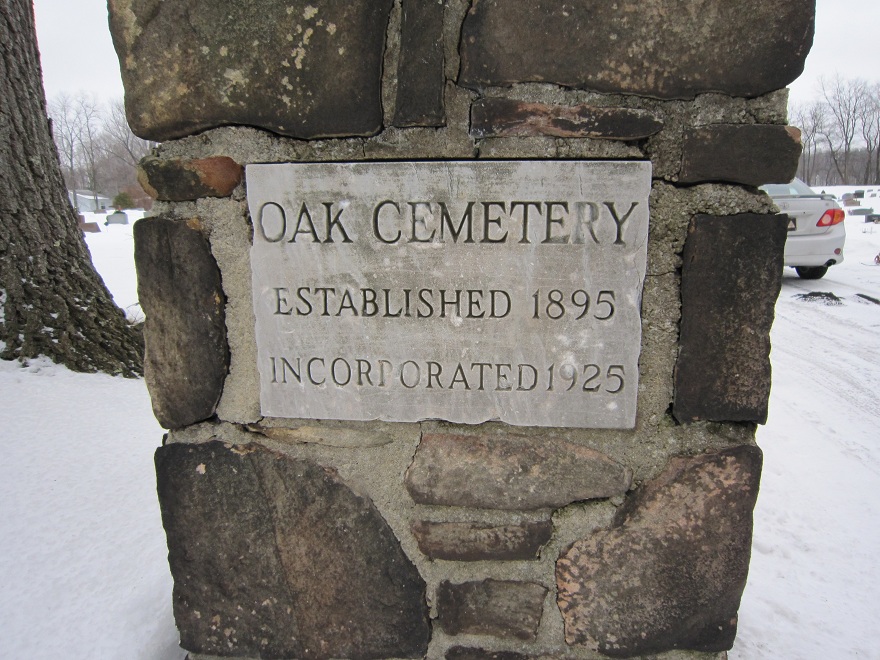 OAK CEMETERY
ESTABLISHED 1895
INCORPORATED 1925